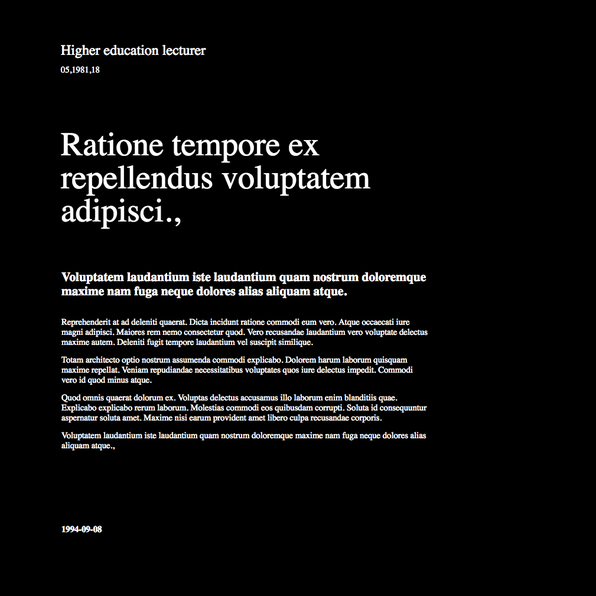 Higher education lecturer
05,1981,18
Ratione tempore ex
repellendus voluptatem
adipisci.,
Voluptatem laudantium iste laudantium quam nostrum doloremque
maxime nam fuga neque dolores alias aliquam atque.
Reprehenderit at ad deleniti quaerat. Dicta incidunt ratione commodi eum vero. Atque occaecati iure
magni adipisci. Maiores rem nemo consectetur quod. Vero recusandae laudantium vero voluptate delectus
maxime autem. Deleniti fugit tempore laudantium vel suscipit similique.
Totam architecto optio nostrum assumenda commodi explicabo. Dolorem harum laborum quisquam
maxime repellat. Veniam repudiandae necessitatibus voluptates quos iure delectus impedit. Commodi
vero id quod minus atque.
Quod omnis quaerat dolorum ex. Voluptas delectus accusamus illo laborum enim blanditiis quae.
Explicabo explicabo rerum laborum. Molestias commodi eos quibusdam corrupti. Soluta id consequuntur
aspernatur soluta amet. Maxime nisi earum provident amet libero culpa recusandae corporis.
Voluptatem laudantium iste laudantium quam nostrum doloremque maxime nam fuga neque dolores alias
aliquam atque.,
1994-09-08